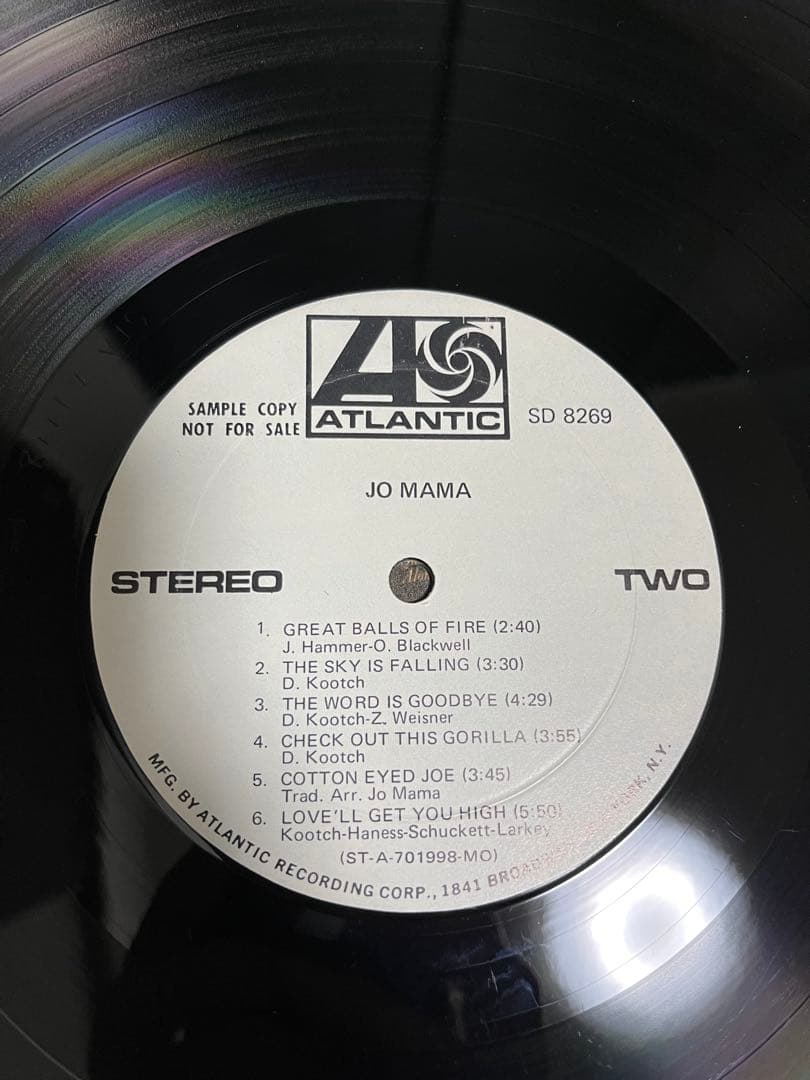 SAMPLE COPY
NOT FOR SALE
ATLANTIC
SD 8269
JO MAMA
STEREO
TWO
1. GREAT BALLS OF FIRE (2:40)
J. Hammer-O. Blackwell
2. THE SKY IS FALLING (3:30)
D. Kootch
3. THE WORD IS GOODBYE (4:29)
D. Kootch-Z. Weisner
4. CHECK OUT THIS GORILLA (3:55)
D. Kootch
5. COTTON EYED JOE (3:45)
Trad. Arr. Jo Mama
6. LOVE'LL GET YOU HIGH (5:50)
Kootch-Haness-Schuckett-Larkey
(ST-A-701998-MO)
MFG. BY ATLANTIC RECORDING CORP., 1841 BROADWAY, N.Y.